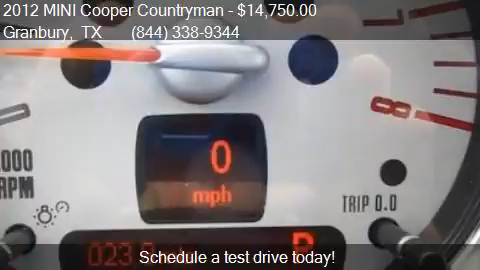 2012 MINI Cooper Countryman - $14,750.00
Granbury, TX (844) 338-9344
0
8
0
mph
.000
RPM
TRIP 0.0
P
Schedule a test drive today!